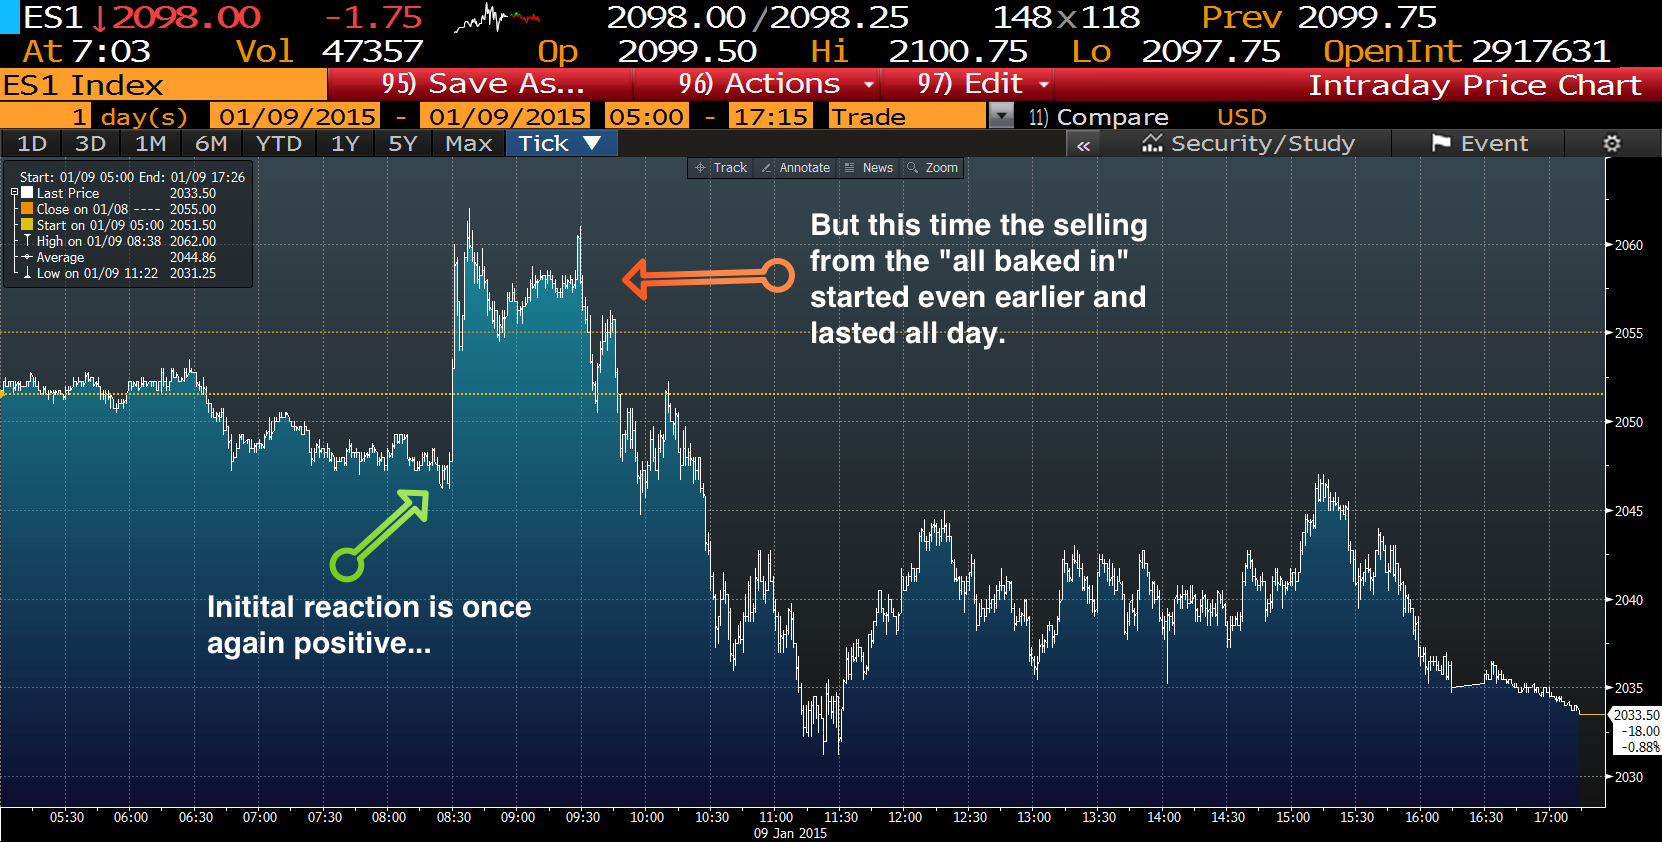 ES1 ↓2098.00 -1.75 2098.00/2098.25 148x118 Prev 2099.75
At 7:03 Vol 47357 Op 2099.50 Hi 2100.75 Lo 2097.75 OpenInt 2917631
ES1 Index 95) Save As... 96) Actions 97) Edit Intraday Price Chart
1 day(s) 01/09/2015 - 01/09/2015 05:00 - 17:15 Trade 11) Compare USD
1D 3D 1M 6M YTD 1Y 5Y Max Tick ▼ « Security/Study Event
Track Annotate News Zoom
Start: 01/09 05:00 End: 01/09 17:26
Last Price 2033.50
Close on 01/08 ---- 2055.00
Start on 01/09 05:00 2051.50
High on 01/09 08:38 2062.00
Average 2044.86
Low on 01/09 11:22 2031.25
But this time the selling
from the "all baked in"
started even earlier and
lasted all day.
Initital reaction is once
again positive...
2060
2055
2050
2045
2040
2035
2033.50
-18.00
-0.88%
2030
05:30 06:00 06:30 07:00 07:30 08:00 08:30 09:00 09:30 10:00 10:30 11:00 11:30 12:00 12:30 13:00 13:30 14:00 14:30 15:00 15:30 16:00 16:30 17:00
09 Jan 2015